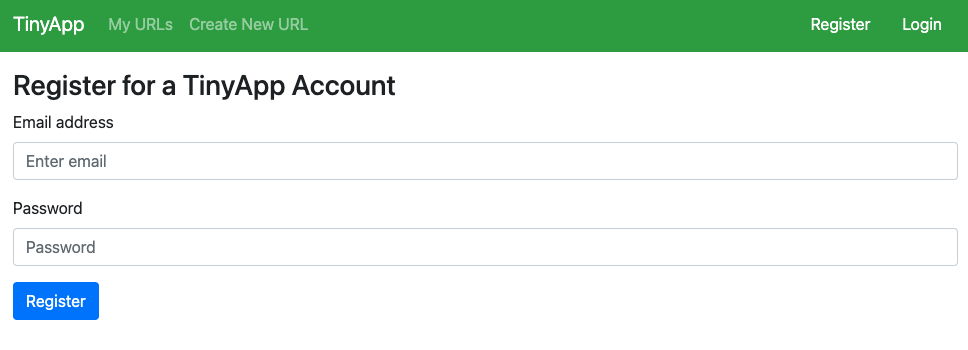 TinyApp My URLs Create New URL Register Login
Register for a TinyApp Account
Email address
Enter email
Password
Password
Register